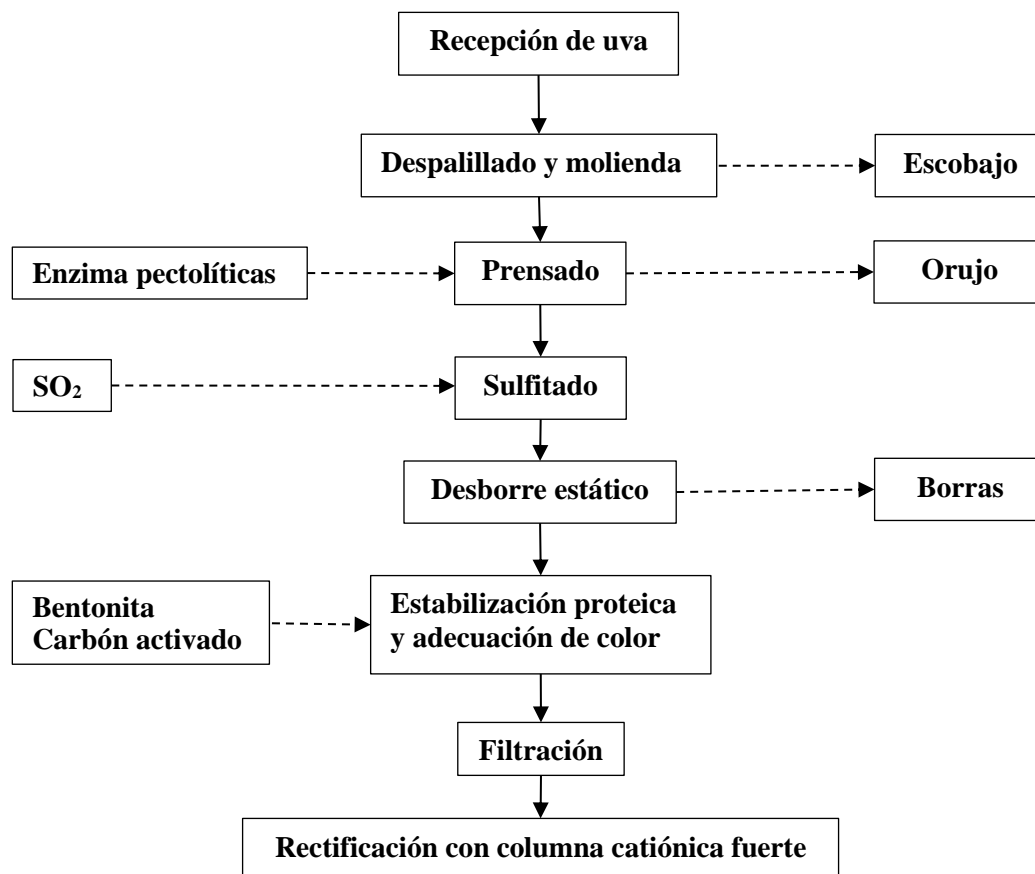 Recepción de uva
Despalillado y molienda
Escobajo
Enzima pectolíticas
Prensado
Orujo
SO₂
Sulfitado
Desborre estático
Borras
Bentonita
Carbón activado
Estabilización proteica
y adecuación de color
Filtración
Rectificación con columna catiónica fuerte